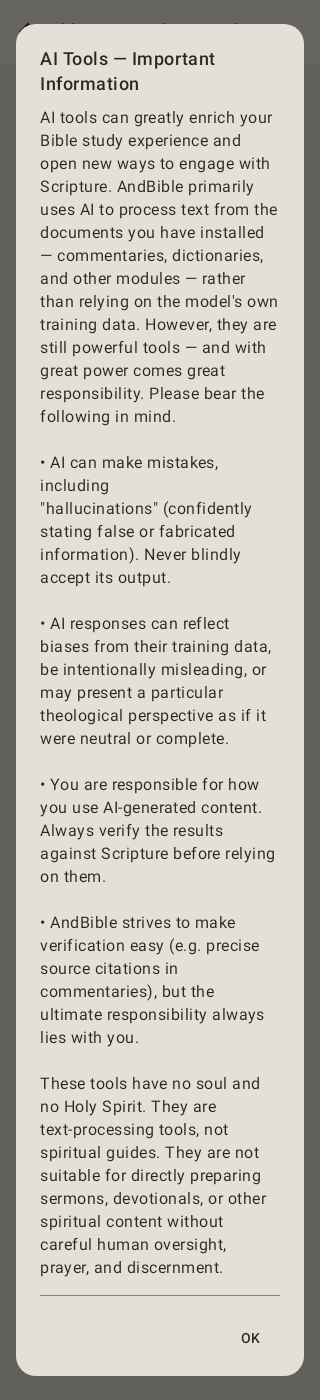 AI Tools — Important
Information
AI tools can greatly enrich your
Bible study experience and
open new ways to engage with
Scripture. AndBible primarily
uses AI to process text from the
documents you have installed
— commentaries, dictionaries,
and other modules — rather
than relying on the model's own
training data. However, they are
still powerful tools — and with
great power comes great
responsibility. Please bear the
following in mind.
• AI can make mistakes,
including
"hallucinations" (confidently
stating false or fabricated
information). Never blindly
accept its output.
• AI responses can reflect
biases from their training data,
be intentionally misleading, or
may present a particular
theological perspective as if it
were neutral or complete.
• You are responsible for how
you use AI-generated content.
Always verify the results
against Scripture before relying
on them.
• AndBible strives to make
verification easy (e.g. precise
source citations in
commentaries), but the
ultimate responsibility always
lies with you.
These tools have no soul and
no Holy Spirit. They are
text-processing tools, not
spiritual guides. They are not
suitable for directly preparing
sermons, devotionals, or other
spiritual content without
careful human oversight,
prayer, and discernment.
OK